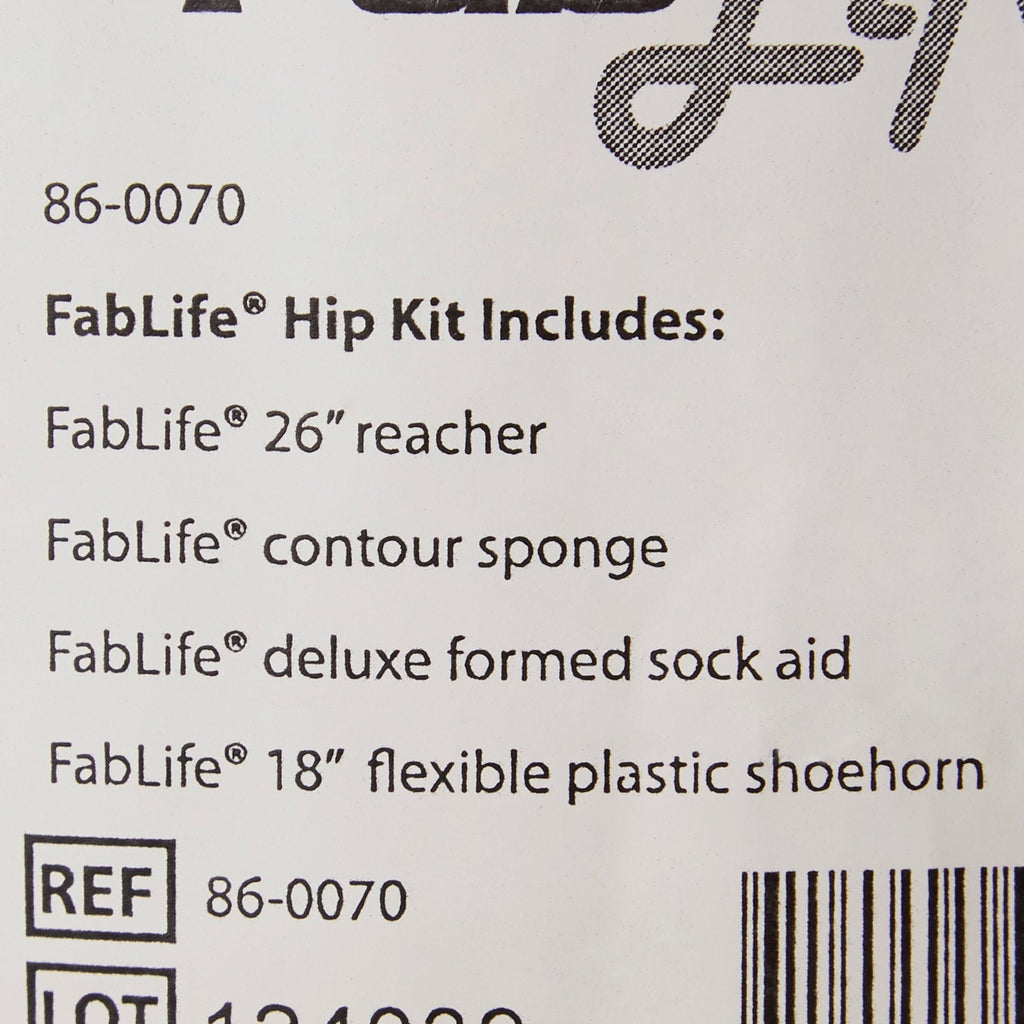 86-0070
FabLife® Hip Kit Includes:
FabLife® 26” reacher
FabLife® contour sponge
FabLife® deluxe formed sock aid
FabLife® 18” flexible plastic shoehorn
REF 86-0070
LOT